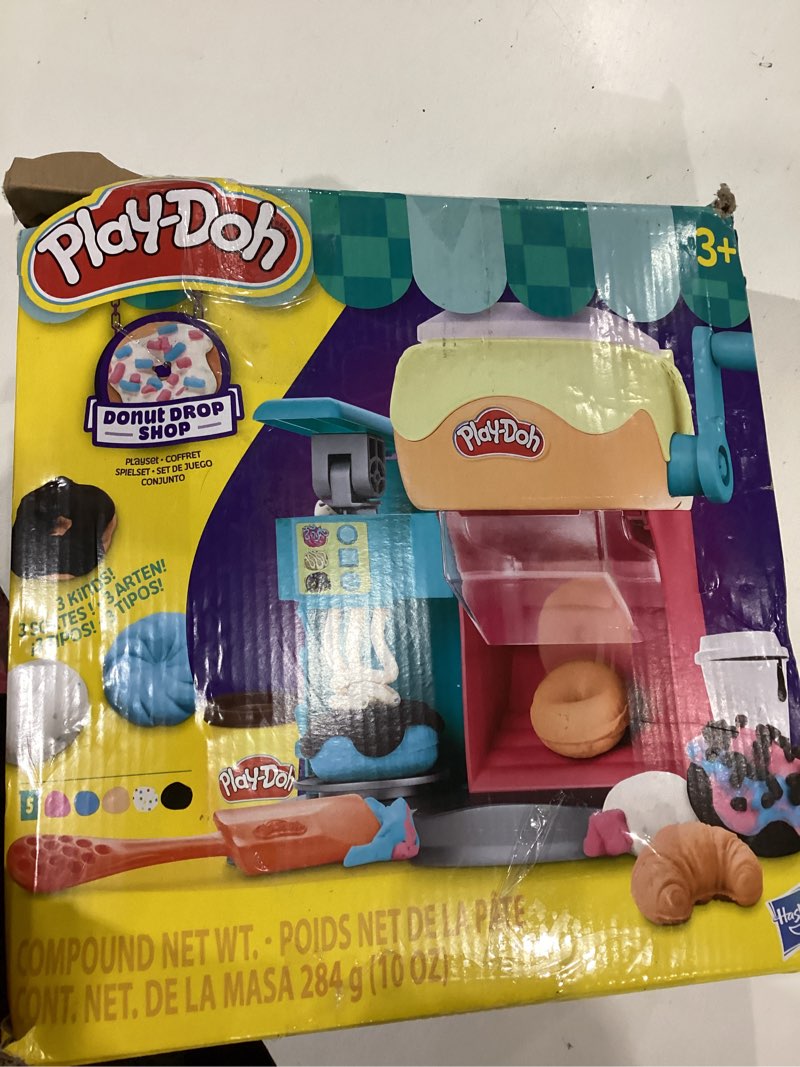 Play-Doh
3+
DONUT DROP
SHOP
PLAYSET • COFFRET
SPIELSET • SET DE JUEGO
CONJUNTO
Play-Doh
3 KINDS!
3 ARTEN!
3 TIPOS!
Play-Doh
5
COMPOUND NET WT. • POIDS NET DE LA PÂTE
CONT. NET. DE LA MASA 284 g (10 OZ)